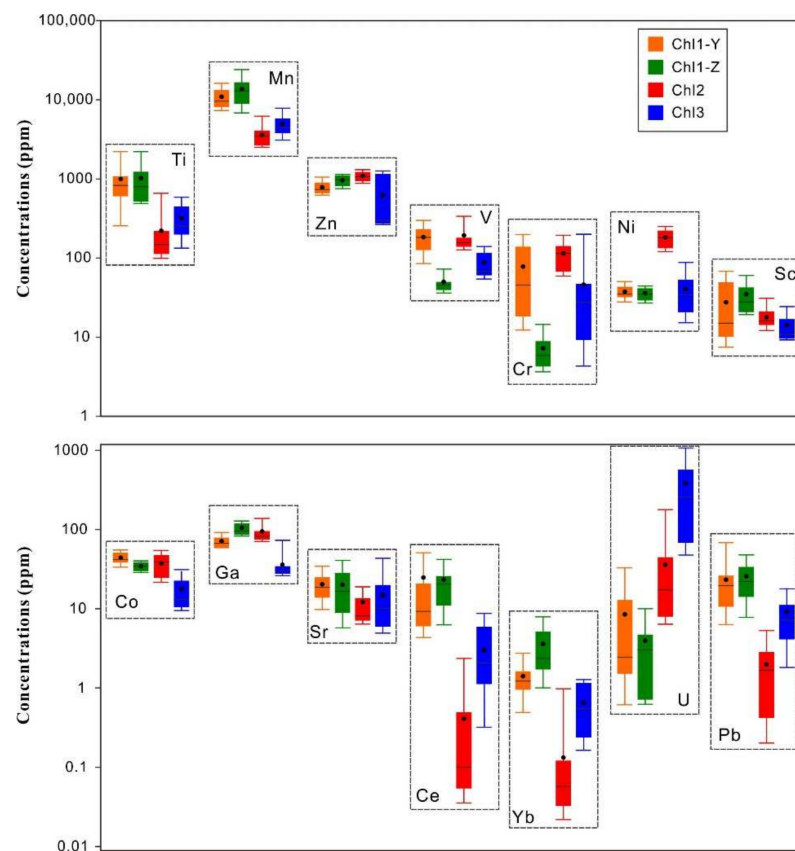 100,000
10,000
1000
100
10
1
Concentrations (ppm)
Chl1-Y
Chl1-Z
Chl2
Chl3
Ti
Mn
Zn
V
Cr
Ni
Sc
1000
100
10
1
0.1
0.01
Concentrations (ppm)
Co
Ga
Sr
Ce
Yb
U
Pb